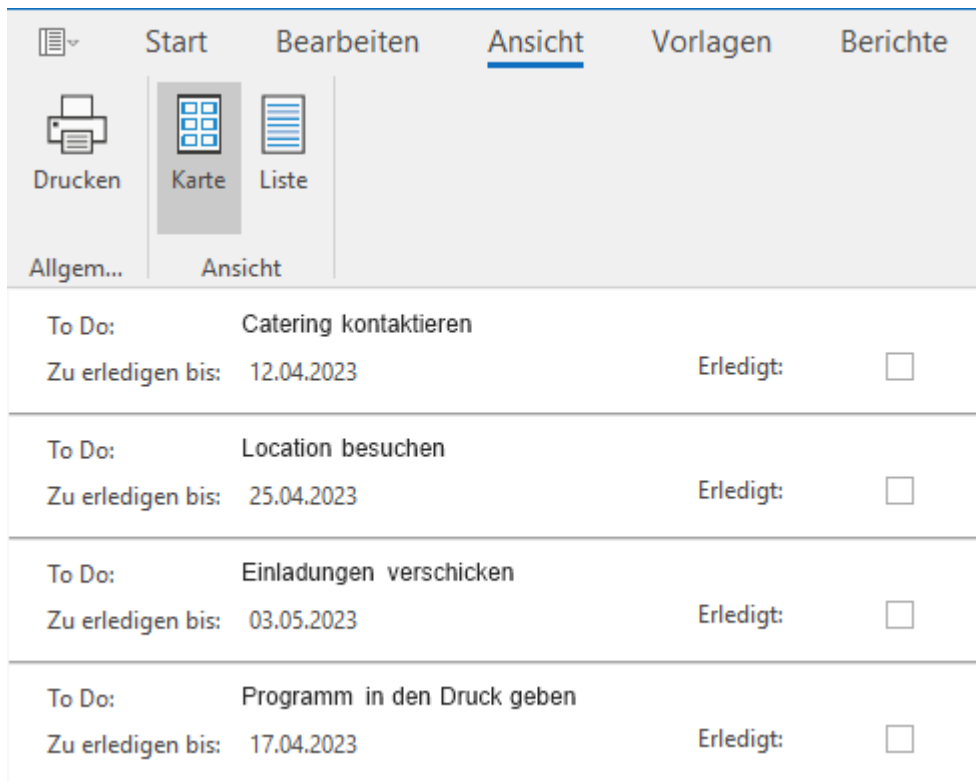 Start Bearbeiten Ansicht Vorlagen Berichte
Drucken Karte Liste
Allgem... Ansicht
To Do: Catering kontaktieren
Zu erledigen bis: 12.04.2023 Erledigt:
To Do: Location besuchen
Zu erledigen bis: 25.04.2023 Erledigt:
To Do: Einladungen verschicken
Zu erledigen bis: 03.05.2023 Erledigt:
To Do: Programm in den Druck geben
Zu erledigen bis: 17.04.2023 Erledigt: